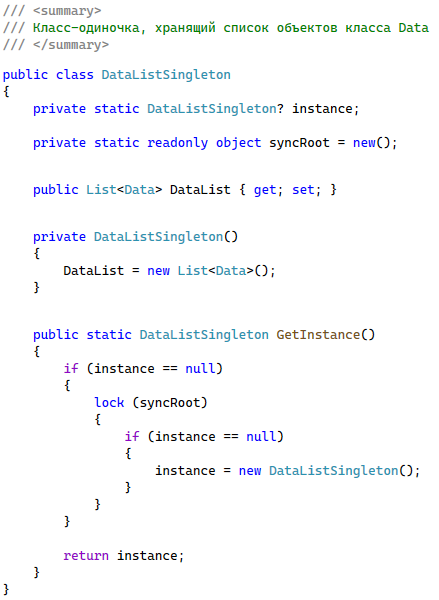 /// <summary>
/// Класс-одиночка, хранящий список объектов класса Data
/// </summary>
public class DataListSingleton
{
    private static DataListSingleton? instance;
    private static readonly object syncRoot = new();
    public List<Data> DataList { get; set; }
    private DataListSingleton()
    {
        DataList = new List<Data>();
    }
    public static DataListSingleton GetInstance()
    {
        if (instance == null)
        {
            lock (syncRoot)
            {
                if (instance == null)
                {
                    instance = new DataListSingleton();
                }
            }
        }
        return instance;
    }
}